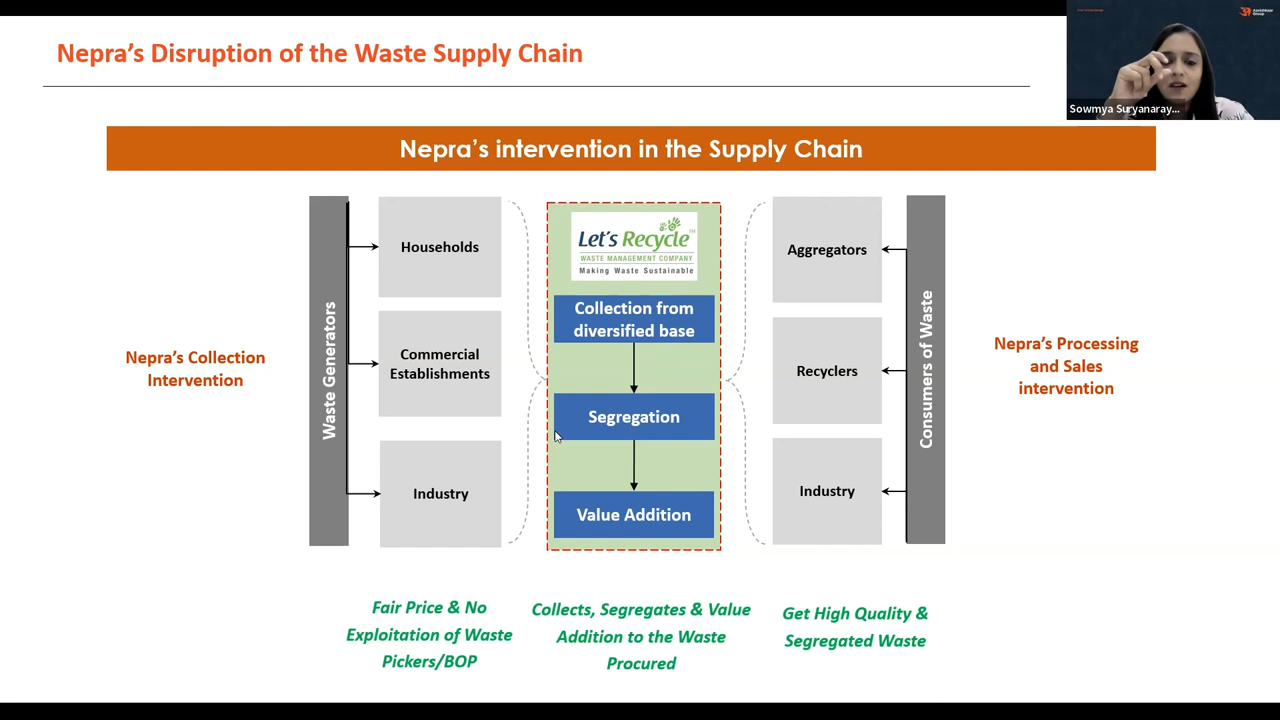 Nepra's Disruption of the Waste Supply Chain
Aavishkaar
Group
Sowmya Suryanaray...
Nepra's intervention in the Supply Chain
Nepra's Collection
Intervention
Waste Generators
Households
Commercial
Establishments
Industry
Let's Recycle
TM
WASTE MANAGEMENT COMPANY
Making Waste Sustainable
Collection from
diversified base
Segregation
Value Addition
Aggregators
Recyclers
Industry
Consumers of Waste
Nepra's Processing
and Sales
intervention
Fair Price & No
Exploitation of Waste
Pickers/BOP
Collects, Segregates & Value
Addition to the Waste
Procured
Get High Quality &
Segregated Waste